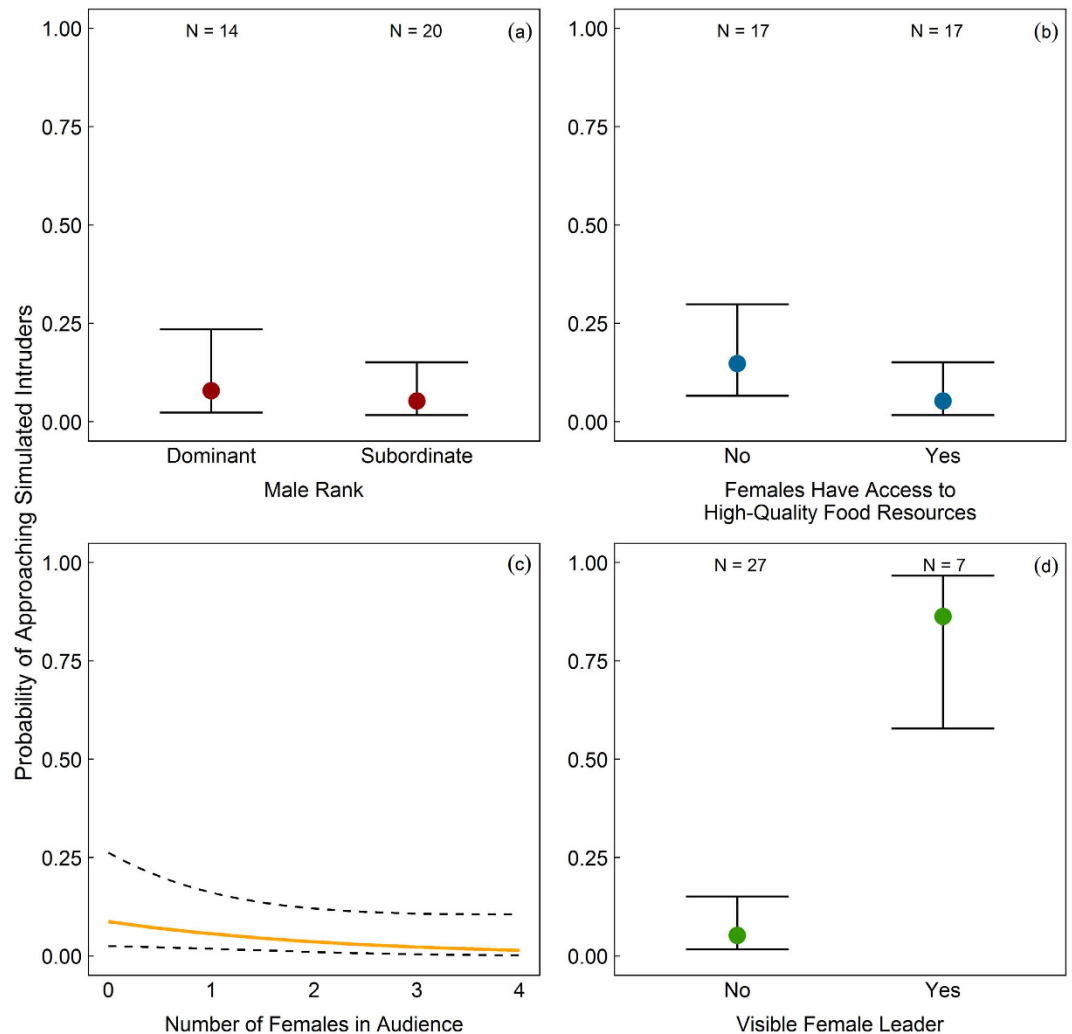 Probability of Approaching Simulated Intruders
1.00
0.75
0.50
0.25
0.00
N = 14
N = 20
(a)
Dominant
Subordinate
Male Rank
1.00
0.75
0.50
0.25
0.00
N = 17
N = 17
(b)
No
Yes
Females Have Access to
High-Quality Food Resources
1.00
0.75
0.50
0.25
0.00
(c)
0
1
2
3
4
Number of Females in Audience
1.00
0.75
0.50
0.25
0.00
N = 27
N = 7
(d)
No
Yes
Visible Female Leader